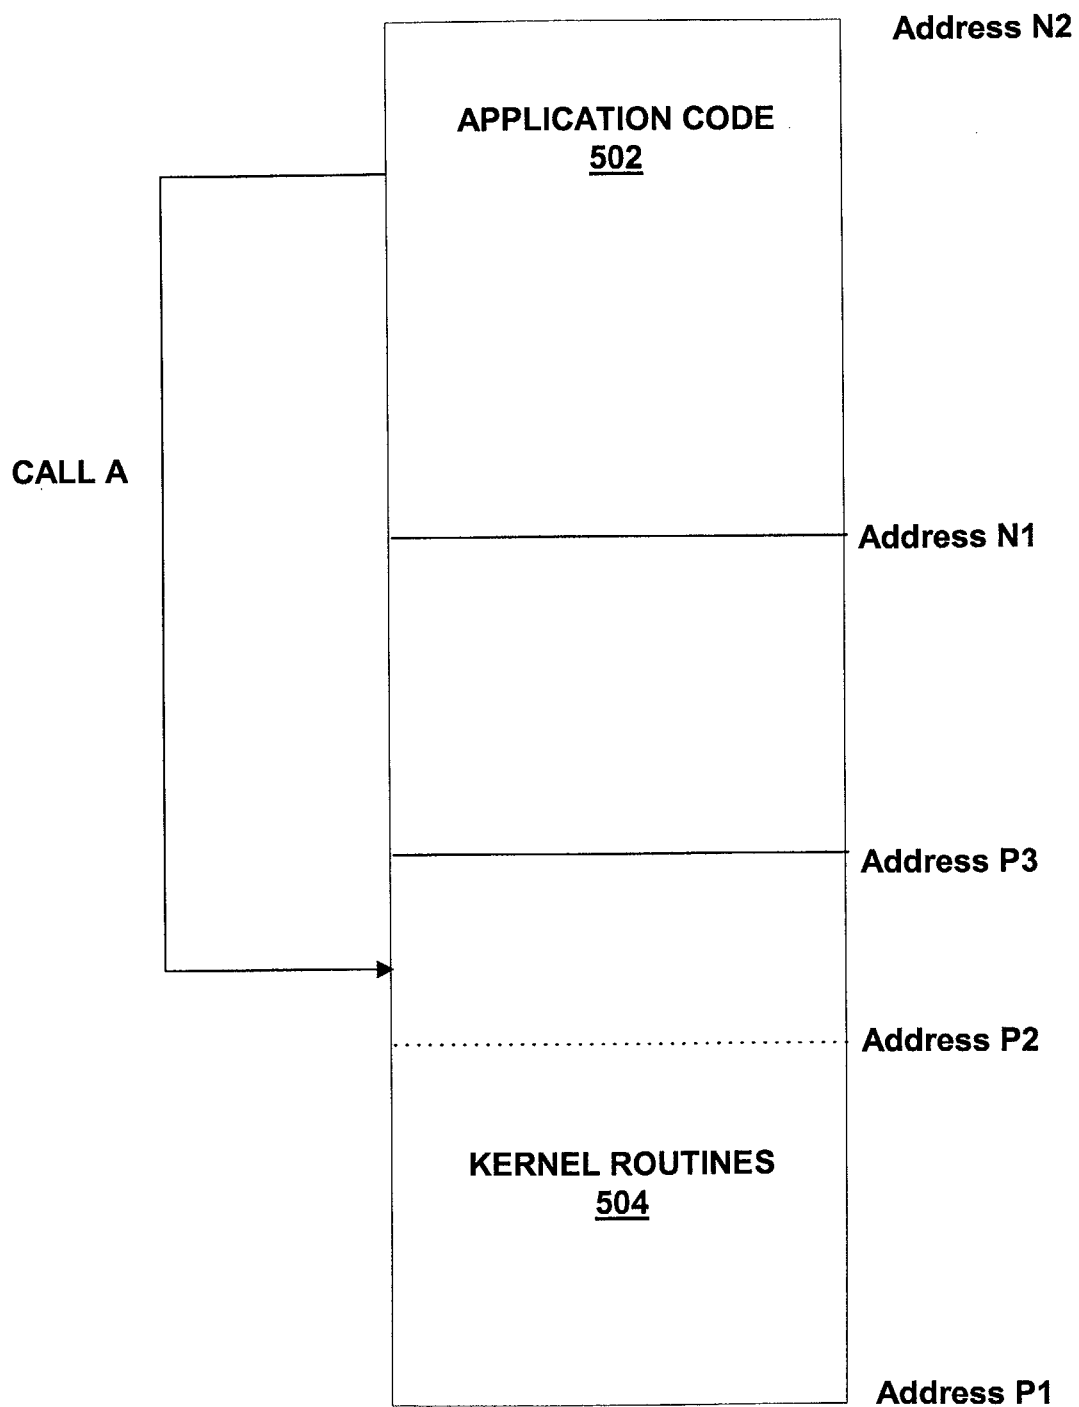 Address N2
APPLICATION CODE
502
CALL A
Address N1
Address P3
Address P2
KERNEL ROUTINES
504
Address P1